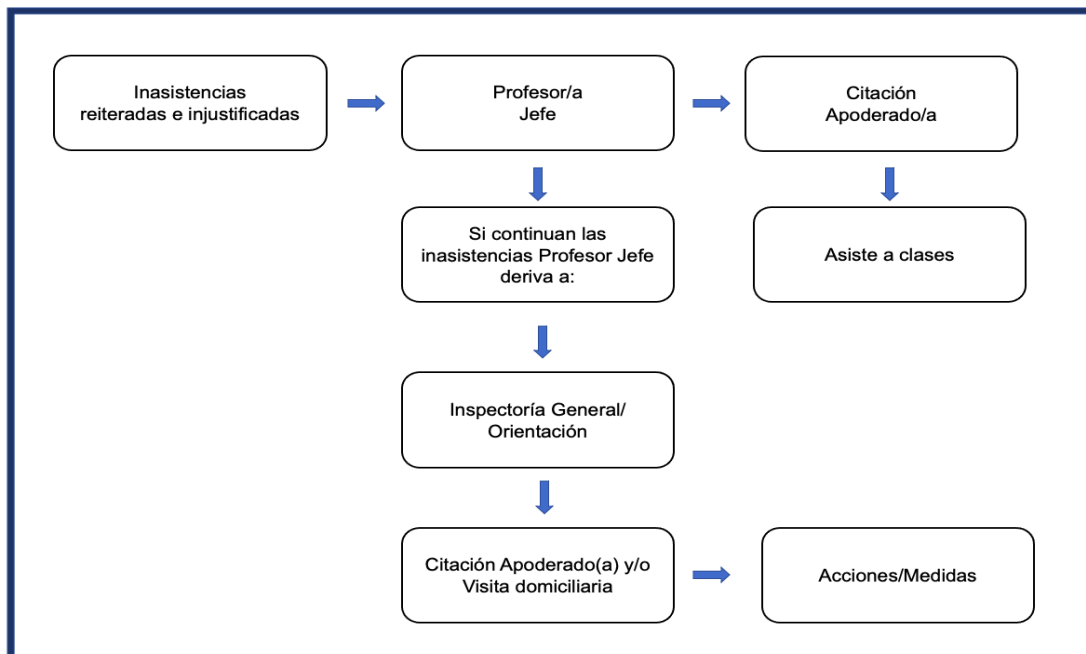 Inasistencias
reiteradas e injustificadas
Profesor/a
Jefe
Citación
Apoderado/a
Si continuan las
inasistencias Profesor Jefe
deriva a:
Asiste a clases
Inspectoría General/
Orientación
Citación Apoderado(a) y/o
Visita domiciliaria
Acciones/Medidas